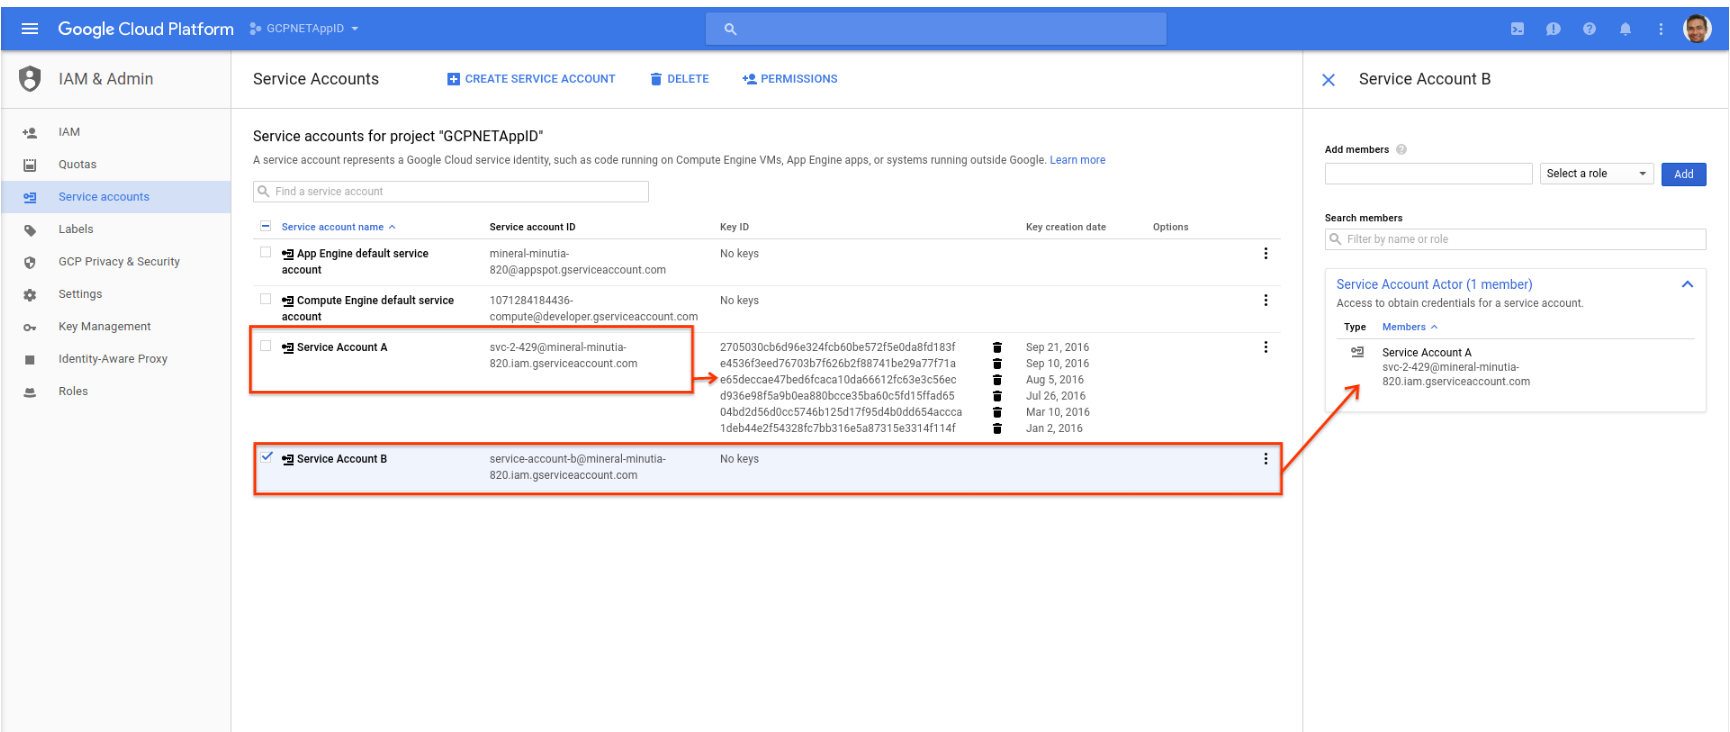 Google Cloud Platform
GCPNETAppID
IAM & Admin
Service Accounts
CREATE SERVICE ACCOUNT
DELETE
PERMISSIONS
Service Account B
IAM
Quotas
Service accounts
Labels
GCP Privacy & Security
Settings
Key Management
Identity-Aware Proxy
Roles
Service accounts for project "GCPNETAppID"
A service account represents a Google Cloud service identity, such as code running on Compute Engine VMs, App Engine apps, or systems running outside Google. Learn more
Find a service account
Service account name Service account ID Key ID Key creation date Options
App Engine default service account
mineral-minutia-820@appspot.gserviceaccount.com
No keys
Compute Engine default service account
1071284184436-compute@developer.gserviceaccount.com
No keys
Service Account A
svc-2-429@mineral-minutia-820.iam.gserviceaccount.com
2705030cb6d96e324fcb60be572f5e0da8fd183f Sep 21, 2016
e4536f3eed76703b7f626b2f88741be29a77f71a Sep 10, 2016
e65deccae47bed6fcaca10da66612fc63e3c56ec Aug 5, 2016
d936e98f5a9b0ea880bcce35ba60c5fd15ffad65 Jul 26, 2016
04bd2d56d0cc5746b125d17f95d4b0dd654accca Mar 10, 2016
1deb44e2f54328fc7bb316e5a87315e3314f114f Jan 2, 2016
Service Account B
service-account-b@mineral-minutia-820.iam.gserviceaccount.com
No keys
Add members
Select a role
Add
Search members
Filter by name or role
Service Account Actor (1 member)
Access to obtain credentials for a service account.
Type Members
Service Account A
svc-2-429@mineral-minutia-
820.iam.gserviceaccount.com